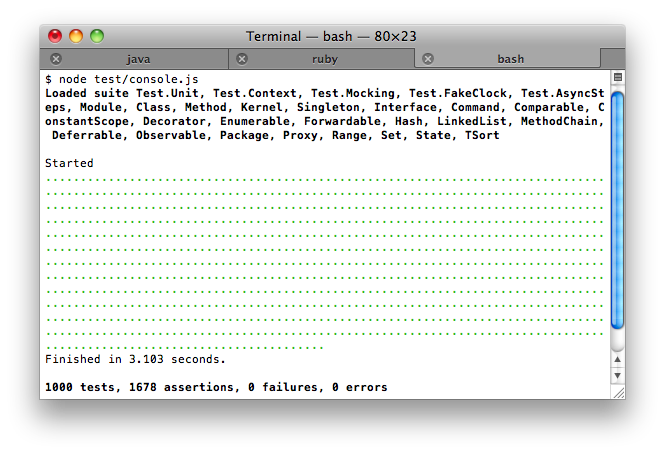 Terminal — bash — 80×23
java ruby bash
$ node test/console.js
Loaded suite Test.Unit, Test.Context, Test.Mocking, Test.FakeClock, Test.AsyncSt
eps, Module, Class, Method, Kernel, Singleton, Interface, Command, Comparable, C
onstantScope, Decorator, Enumerable, Forwardable, Hash, LinkedList, MethodChain,
 Deferrable, Observable, Package, Proxy, Range, Set, State, TSort
Started
................................................................................
................................................................................
................................................................................
................................................................................
................................................................................
................................................................................
................................................................................
................................................................................
................................................................................
................................................................................
................................................................................
................................................................................
........................................
Finished in 3.103 seconds.
1000 tests, 1678 assertions, 0 failures, 0 errors